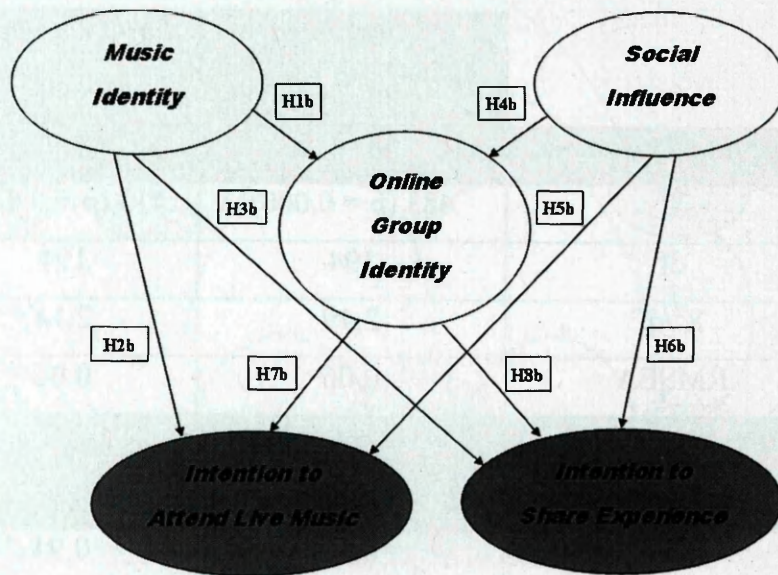 Music
Identity
Social
Influence
H1b
H4b
Online
Group
Identity
H3b
H5b
H2b
H7b
H8b
H6b
Intention to
Attend Live Music
Intention to
Share Experience